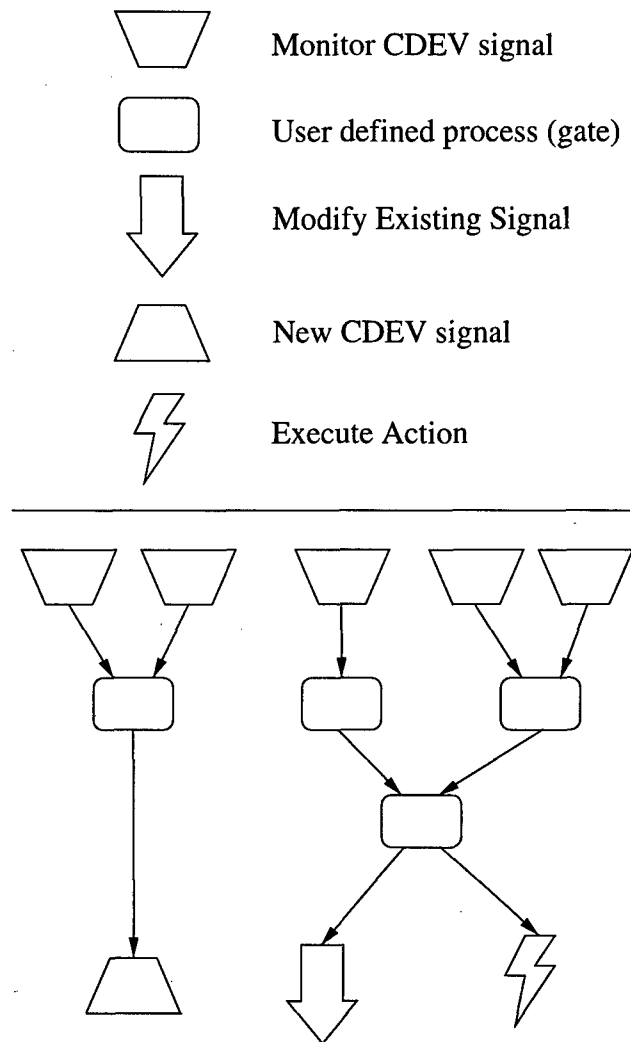 Monitor CDEV signal
User defined process (gate)
Modify Existing Signal
New CDEV signal
Execute Action